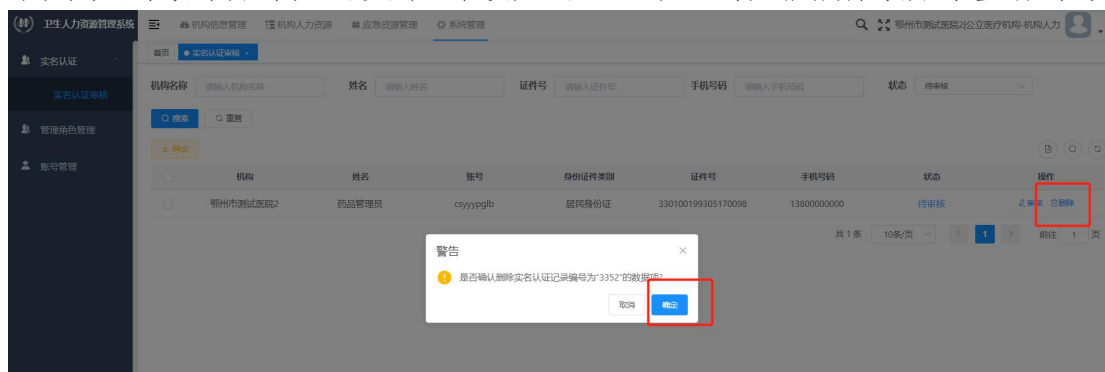 卫生人力资源管理系统
机构信息管理 机构人力资源 应急资源管理 系统管理
鄂州市测试医院2|公立医疗机构-机构人力
实名认证
实名认证审核
管理角色管理
账号管理
首页 实名认证审核 ×
机构名称 请输入机构名称 姓名 请输入姓名 证件号 请输入证件号 手机号码 请输入手机号码 状态 待审核
搜索 重置
导出
机构 姓名 账号 身份证件类别 证件号 手机号码 状态 操作
鄂州市测试医院2 药品管理员 csyyypglb 居民身份证 330100199305170098 13800000000 待审核 审核 删除
共 1 条 10条/页 < 1 > 前往 1 页
警告 ×
是否确认删除实名认证记录编号为"3352"的数据项?
取消 确定